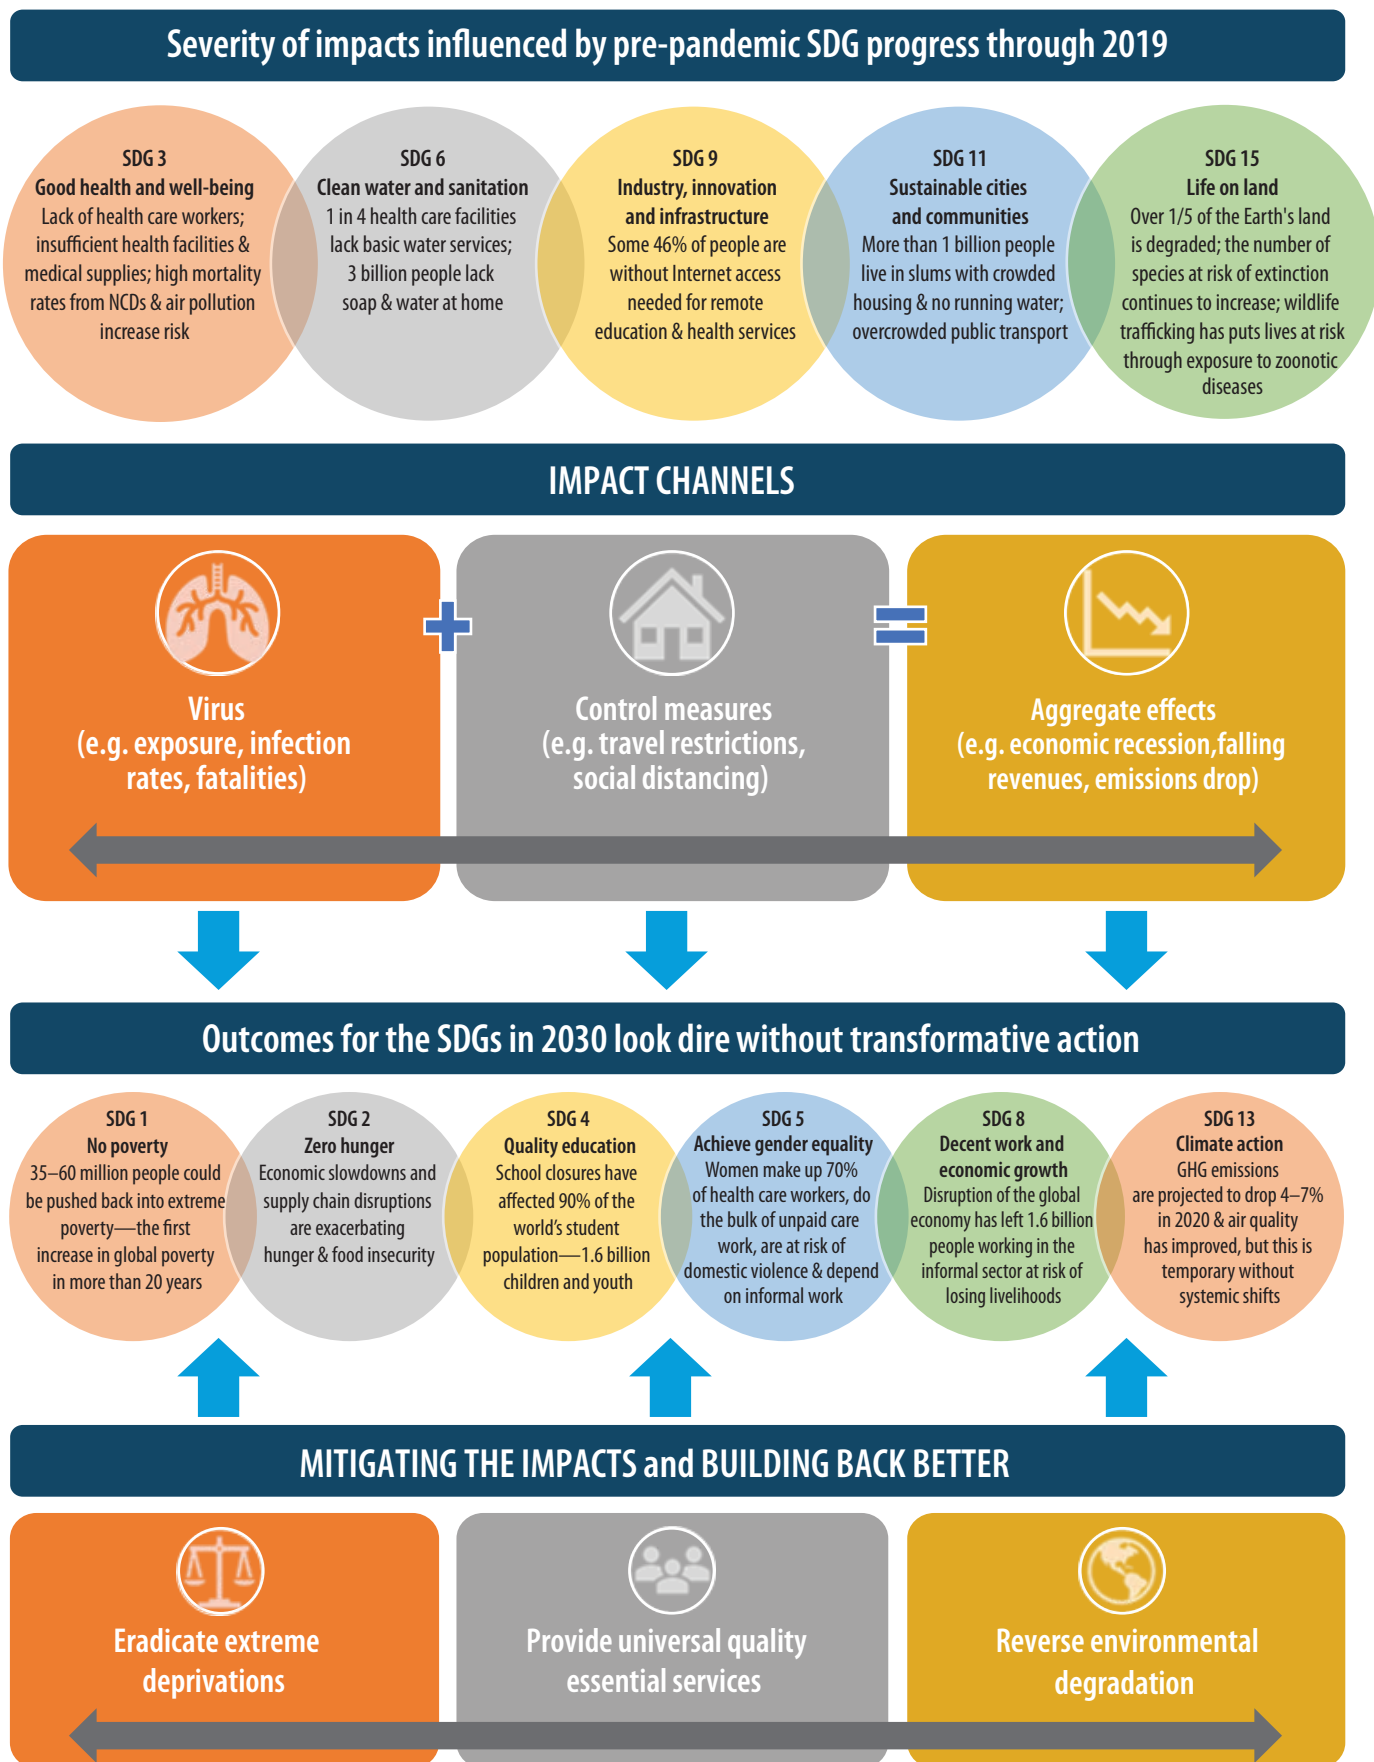 Severity of impacts influenced by pre-pandemic SDG progress through 2019
SDG 3
Good health and well-being
Lack of health care workers;
insufficient health facilities &
medical supplies; high mortality
rates from NCDs & air pollution
increase risk
SDG 6
Clean water and sanitation
1 in 4 health care facilities
lack basic water services;
3 billion people lack
soap & water at home
SDG 9
Industry, innovation
and infrastructure
Some 46% of people are
without Internet access
needed for remote
education & health services
SDG 11
Sustainable cities
and communities
More than 1 billion people
live in slums with crowded
housing & no running water;
overcrowded public transport
SDG 15
Life on land
Over 1/5 of the Earth's land
is degraded; the number of
species at risk of extinction
continues to increase; wildlife
trafficking has puts lives at risk
through exposure to zoonotic
diseases
IMPACT CHANNELS
Virus
(e.g. exposure, infection
rates, fatalities)
Control measures
(e.g. travel restrictions,
social distancing)
Aggregate effects
(e.g. economic recession,falling
revenues, emissions drop)
Outcomes for the SDGs in 2030 look dire without transformative action
SDG 1
No poverty
35–60 million people could
be pushed back into extreme
poverty—the first
increase in global poverty
in more than 20 years
SDG 2
Zero hunger
Economic slowdowns and
supply chain disruptions
are exacerbating
hunger & food insecurity
SDG 4
Quality education
School closures have
affected 90% of the
world's student
population—1.6 billion
children and youth
SDG 5
Achieve gender equality
Women make up 70%
of health care workers, do
the bulk of unpaid care
work, are at risk of
domestic violence & depend
on informal work
SDG 8
Decent work and
economic growth
Disruption of the global
economy has left 1.6 billion
people working in the
informal sector at risk of
losing livelihoods
SDG 13
Climate action
GHG emissions
are projected to drop 4–7%
in 2020 & air quality
has improved, but this is
temporary without
systemic shifts
MITIGATING THE IMPACTS and BUILDING BACK BETTER
Eradicate extreme
deprivations
Provide universal quality
essential services
Reverse environmental
degradation